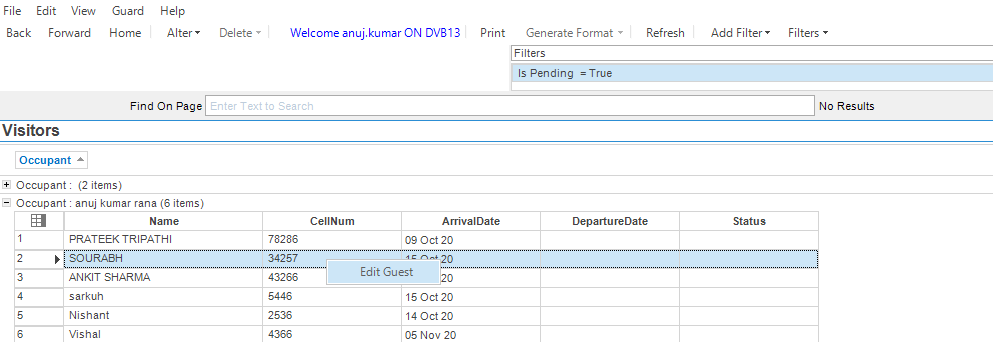 File Edit View Guard Help
Back Forward Home Alter Delete Welcome anuj.kumar ON DVB13 Print Generate Format Refresh Add Filter Filters
Filters
Is Pending = True
Find On Page Enter Text to Search No Results
Visitors
Occupant
Occupant : (2 items)
Occupant : anuj kumar rana (6 items)
Name CellNum ArrivalDate DepartureDate Status
1 PRATEEK TRIPATHI 78286 09 Oct 20
2 SOURABH 34257 20
Edit Guest
3 ANKIT SHARMA 43266 20
4 sarkuh 5446 15 Oct 20
5 Nishant 2536 14 Oct 20
6 Vishal 4366 05 Nov 20